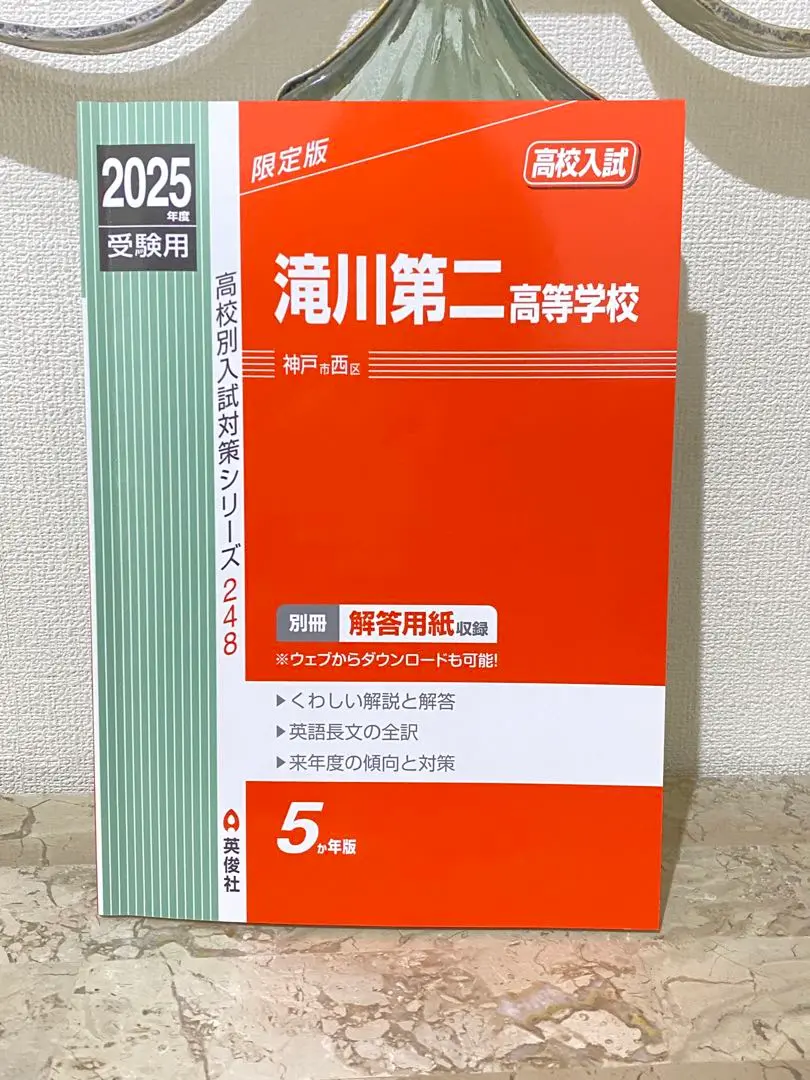 2025
年度
受験用
限定版
高校入試
滝川第二高等学校
神戸市西区
高校別入試対策シリーズ248
別冊 解答用紙収録
※ウェブからダウンロードも可能!
▶くわしい解説と解答
▶英語長文の全訳
▶来年度の傾向と対策
5か年版
英俊社